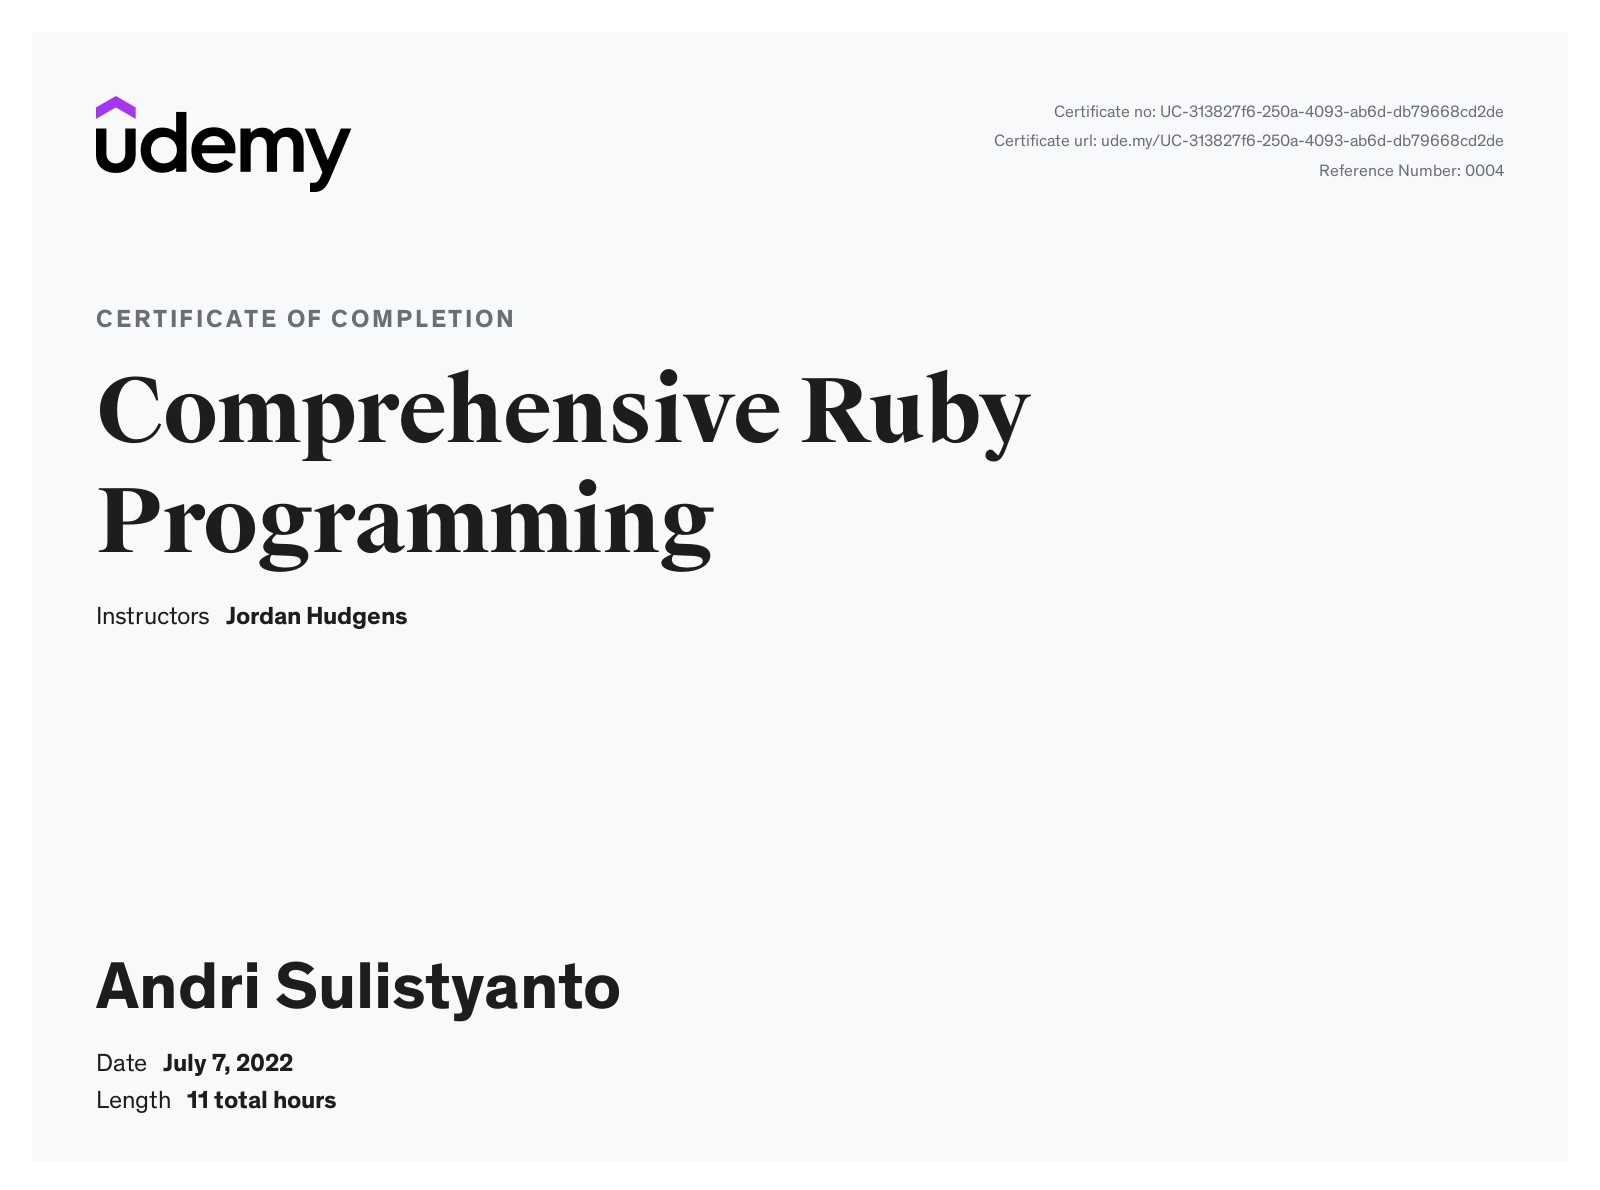 udemy
Certificate no: UC-313827f6-250a-4093-ab6d-db79668cd2de
Certificate url: ude.my/UC-313827f6-250a-4093-ab6d-db79668cd2de
Reference Number: 0004
CERTIFICATE OF COMPLETION
Comprehensive Ruby
Programming
Instructors Jordan Hudgens
Andri Sulistyanto
Date July 7, 2022
Length 11 total hours